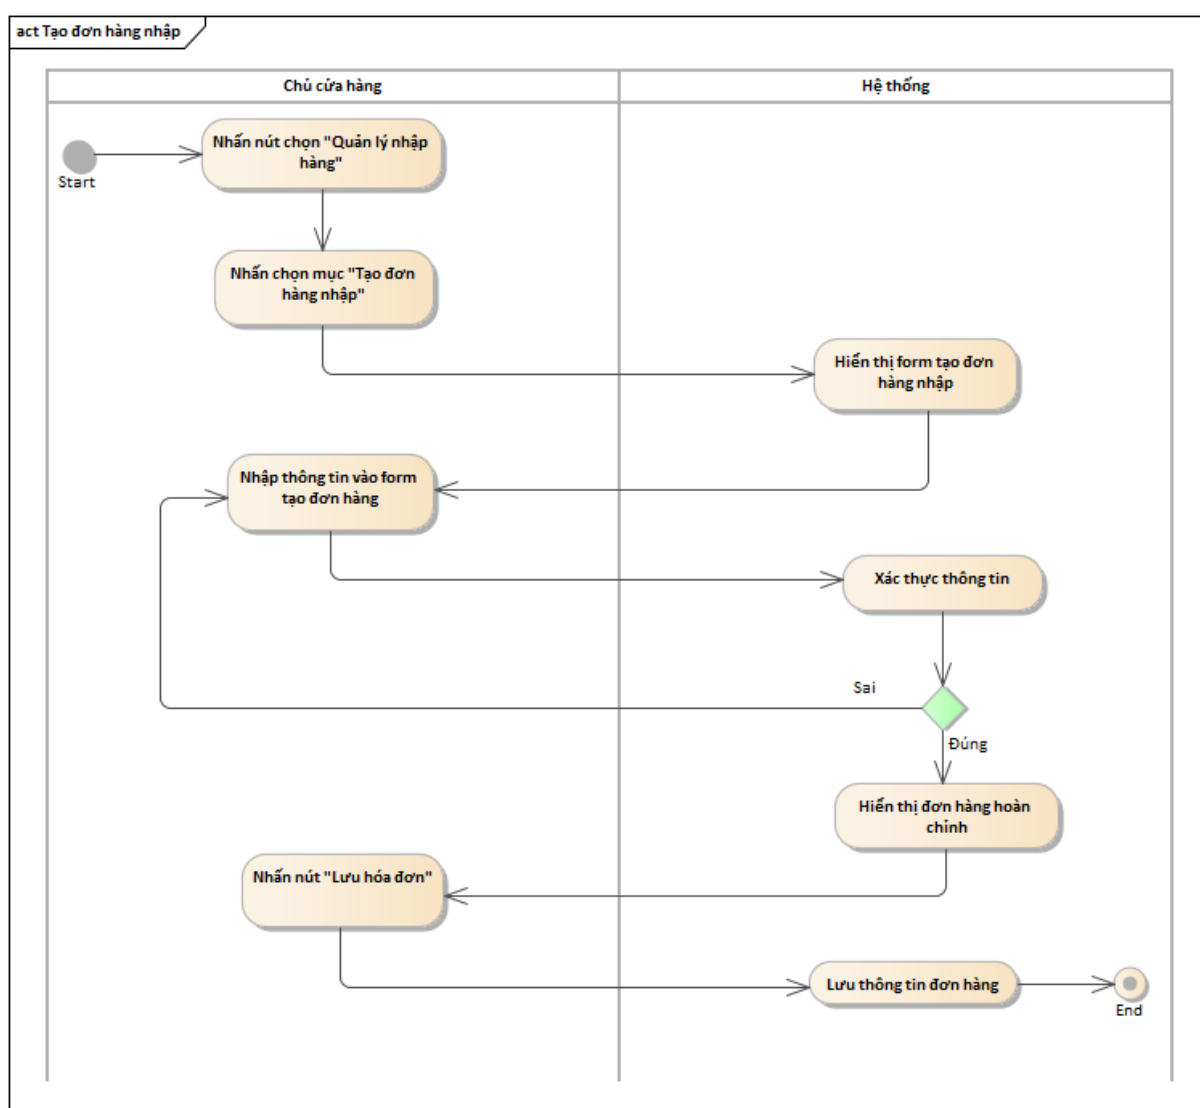 act Tạo đơn hàng nhập
Chủ cửa hàng
Hệ thống
Start
Nhấn nút chọn "Quản lý nhập
hàng"
Nhấn chọn mục "Tạo đơn
hàng nhập"
Hiển thị form tạo đơn
hàng nhập
Nhập thông tin vào form
tạo đơn hàng
Xác thực thông tin
Sai
Đúng
Hiển thị đơn hàng hoàn
chỉnh
Nhấn nút "Lưu hóa đơn"
Lưu thông tin đơn hàng
End